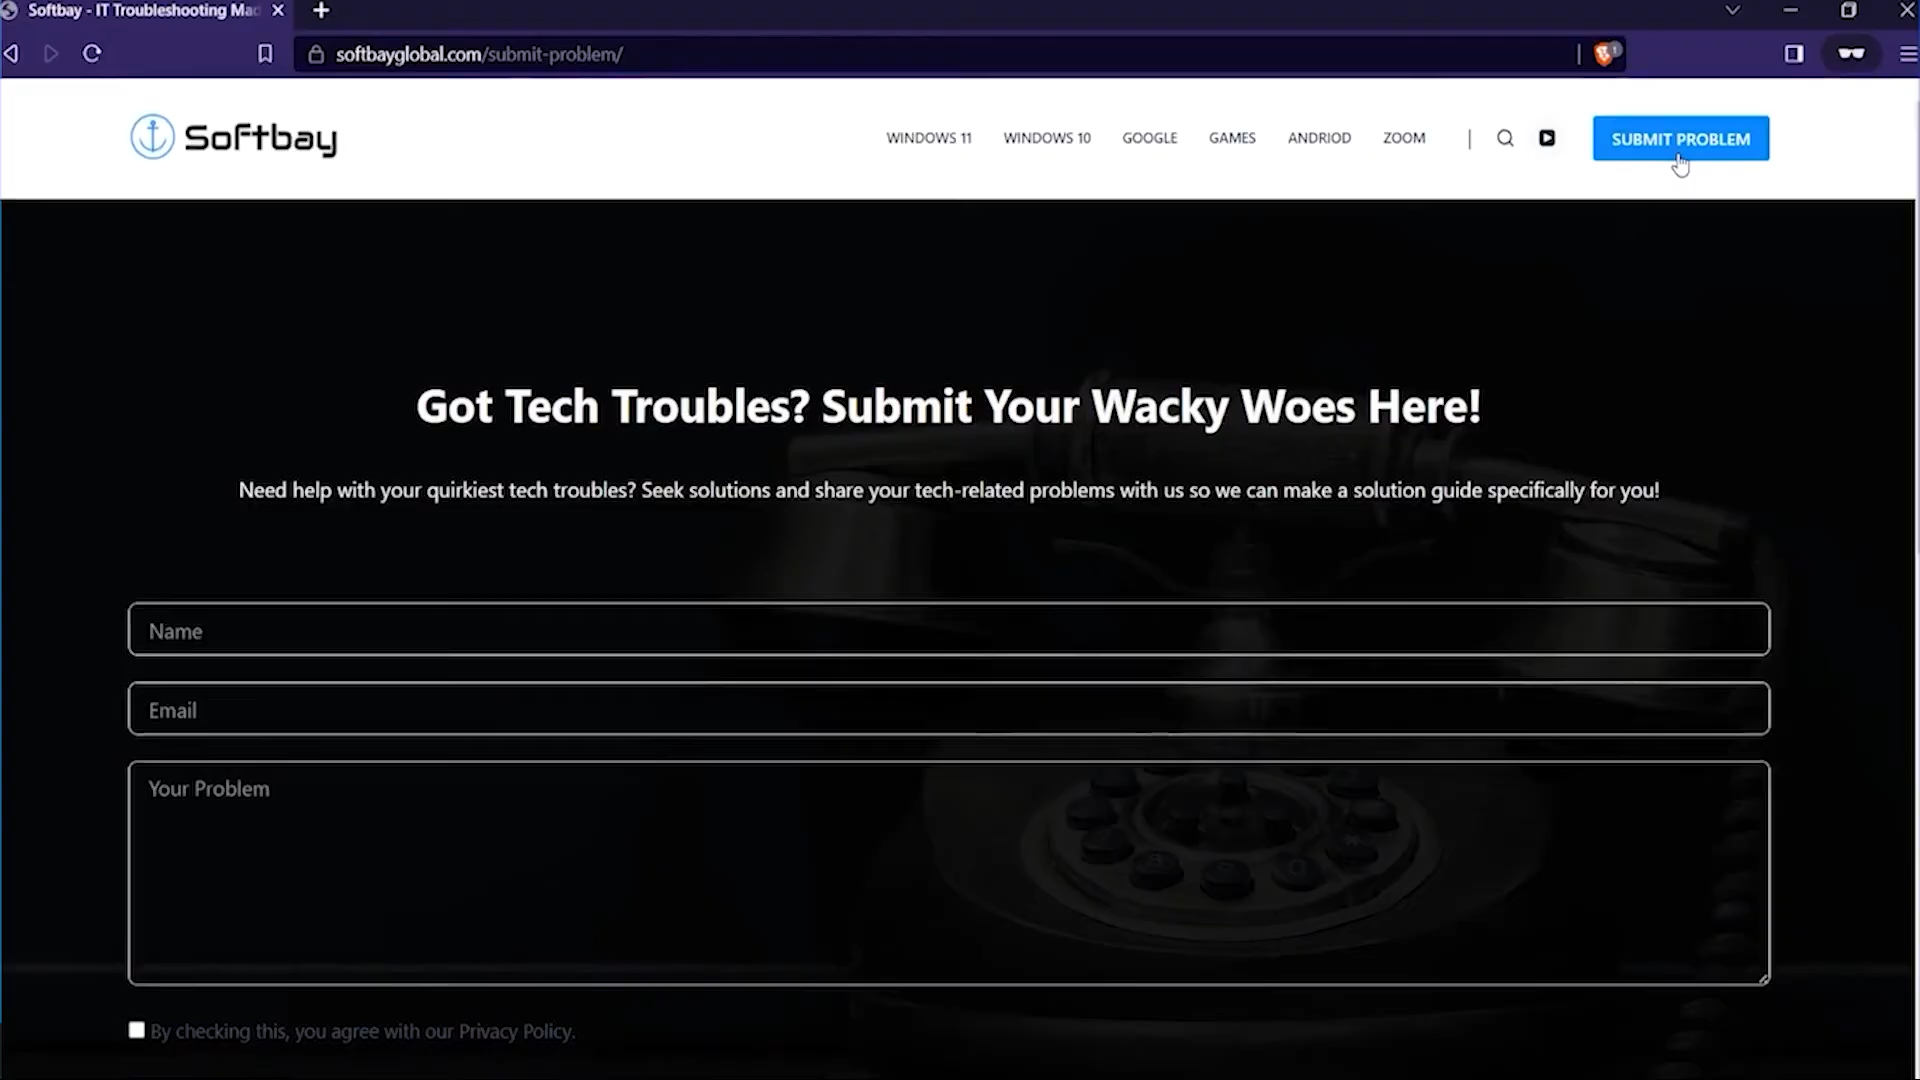 Softbay - IT Troubleshooting Mad
softbayglobal.com/submit-problem/
1
Softbay
WINDOWS 11
WINDOWS 10
GOOGLE
GAMES
ANDRIOD
ZOOM
SUBMIT PROBLEM
Got Tech Troubles? Submit Your Wacky Woes Here!
Need help with your quirkiest tech troubles? Seek solutions and share your tech-related problems with us so we can make a solution guide specifically for you!
Name
Email
Your Problem
By checking this, you agree with our Privacy Policy.